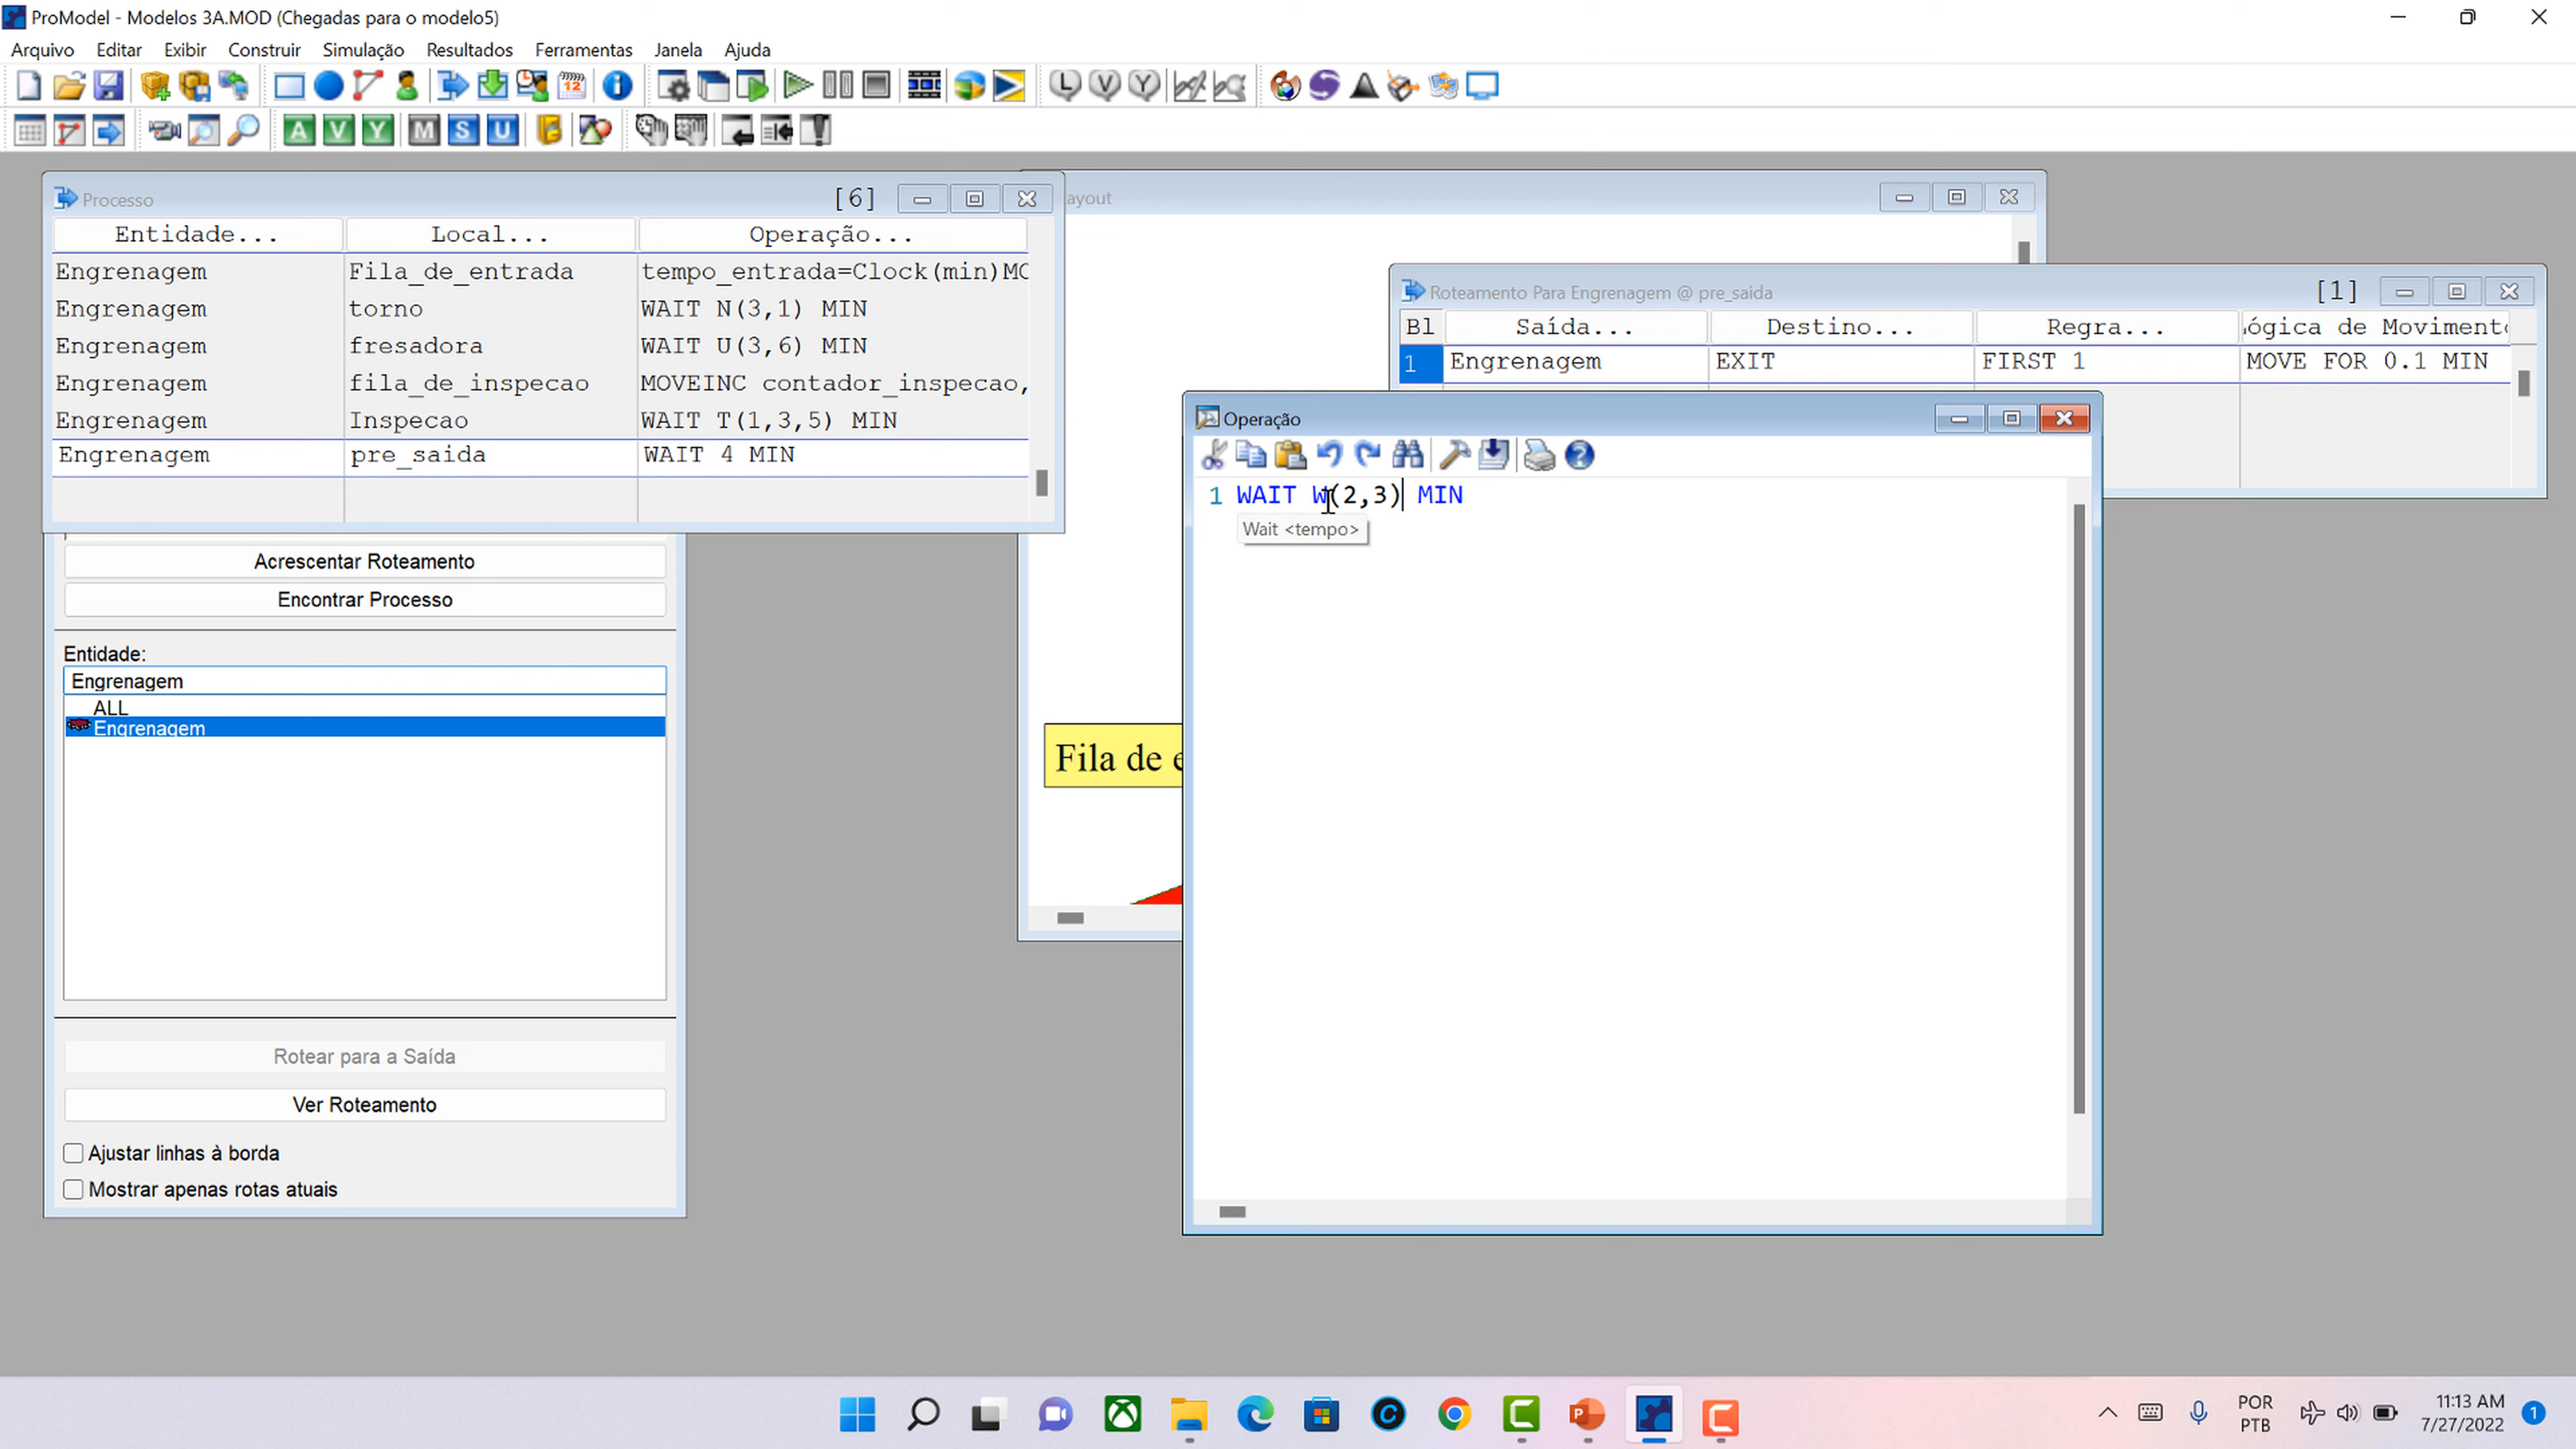 ProModel - Modelos 3A.MOD (Chegadas para o modelo5)
Arquivo Editar Exibir Construir Simulação Resultados Ferramentas Janela Ajuda
12 i L V Y
A V Y M S U
Processo [6]
Entidade... Local... Operação...
Engrenagem Fila_de_entrada tempo_entrada=Clock(min)MO
Engrenagem torno WAIT N(3,1) MIN
Engrenagem fresadora WAIT U(3,6) MIN
Engrenagem fila_de_inspecao MOVEINC contador_inspecao,
Engrenagem Inspecao WAIT T(1,3,5) MIN
Engrenagem pre_saida WAIT 4 MIN
ayout
Roteamento Para Engrenagem @ pre_saida [1]
Bl Saída... Destino... Regra... ógica de Movimento
1 Engrenagem EXIT FIRST 1 MOVE FOR 0.1 MIN
Operação
1 WAIT W(2,3) MIN
Wait <tempo>
Acrescentar Roteamento
Encontrar Processo
Entidade:
Engrenagem
ALL
Engrenagem
Rotear para a Saída
Ver Roteamento
Ajustar linhas à borda
Mostrar apenas rotas atuais
Fila de e
POR
PTB
11:13 AM
7/27/2022
1